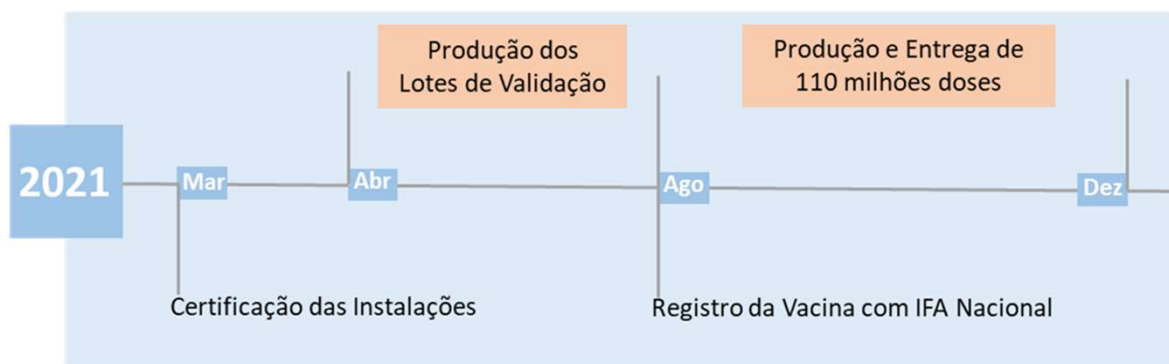 Produção dos
Lotes de Validação
Produção e Entrega de
110 milhões doses
2021
Mar
Abr
Ago
Dez
Certificação das Instalações
Registro da Vacina com IFA Nacional